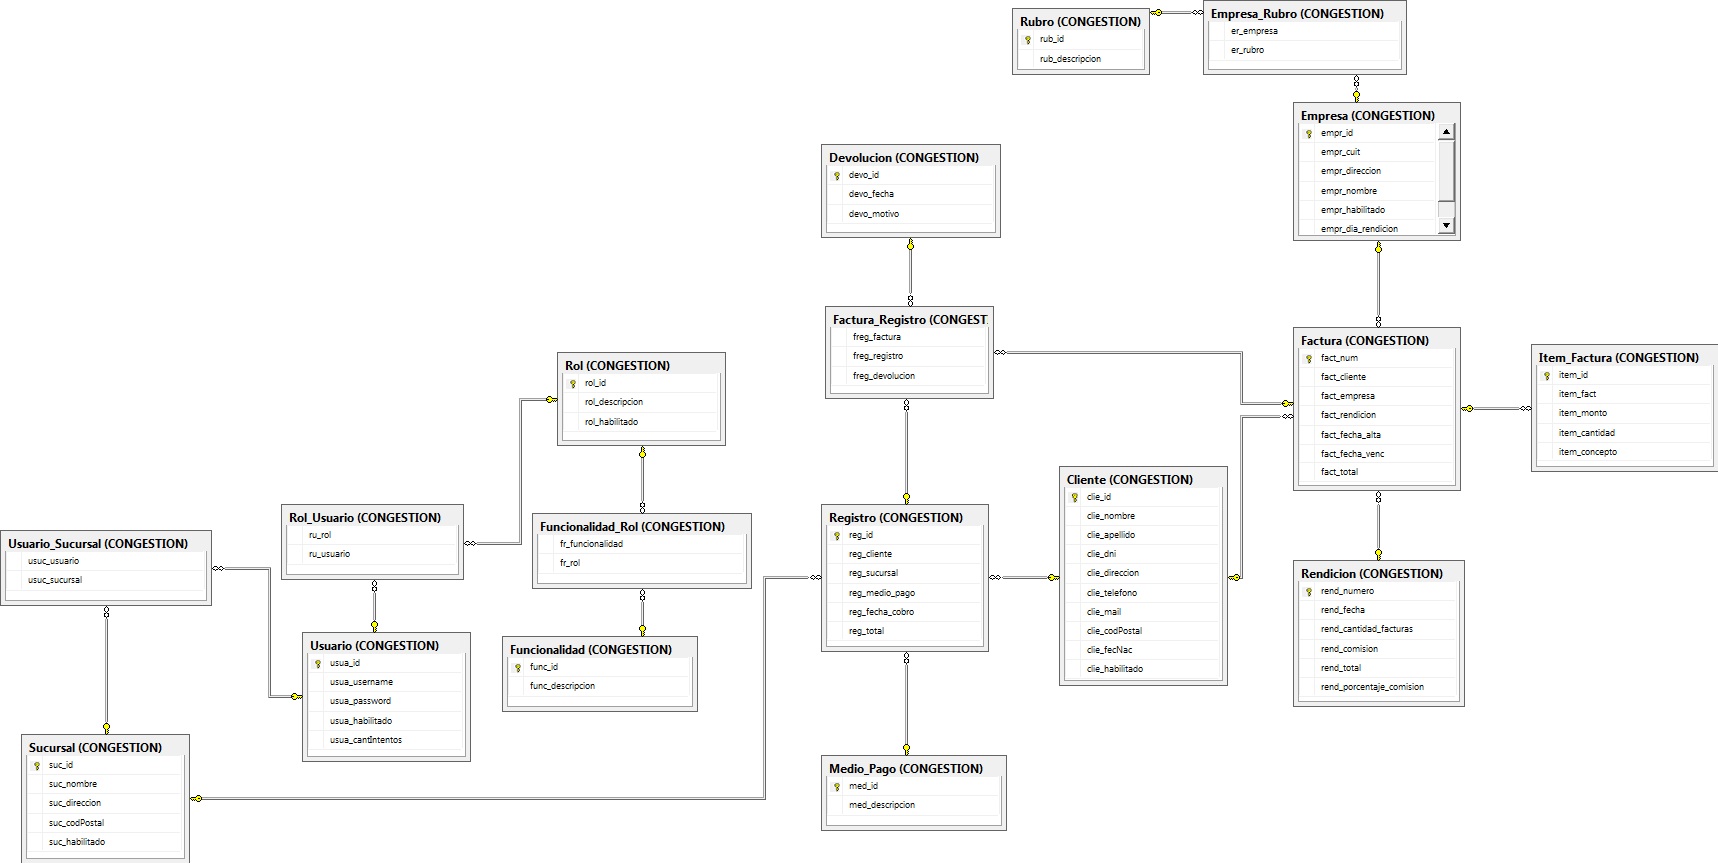 Rubro (CONGESTION)
rub_id
rub_descripcion
Empresa_Rubro (CONGESTION)
er_empresa
er_rubro
Empresa (CONGESTION)
empr_id
empr_cuit
empr_direccion
empr_nombre
empr_habilitado
empr_dia_rendicion
Devolucion (CONGESTION)
devo_id
devo_fecha
devo_motivo
Factura_Registro (CONGEST
freg_factura
freg_registro
freg_devolucion
Factura (CONGESTION)
fact_num
fact_cliente
fact_empresa
fact_rendicion
fact_fecha_alta
fact_fecha_venc
fact_total
Item_Factura (CONGESTION)
item_id
item_fact
item_monto
item_cantidad
item_concepto
Rol (CONGESTION)
rol_id
rol_descripcion
rol_habilitado
Cliente (CONGESTION)
clie_id
clie_nombre
clie_apellido
clie_dni
clie_direccion
clie_telefono
clie_mail
clie_codPostal
clie_fecNac
clie_habilitado
Rol_Usuario (CONGESTION)
ru_rol
ru_usuario
Funcionalidad_Rol (CONGESTION)
fr_funcionalidad
fr_rol
Registro (CONGESTION)
reg_id
reg_cliente
reg_sucursal
reg_medio_pago
reg_fecha_cobro
reg_total
Usuario_Sucursal (CONGESTION)
usuc_usuario
usuc_sucursal
Rendicion (CONGESTION)
rend_numero
rend_fecha
rend_cantidad_facturas
rend_comision
rend_total
rend_porcentaje_comision
Usuario (CONGESTION)
usua_id
usua_username
usua_password
usua_habilitado
usua_cantIntentos
Funcionalidad (CONGESTION)
func_id
func_descripcion
Sucursal (CONGESTION)
suc_id
suc_nombre
suc_direccion
suc_codPostal
suc_habilitado
Medio_Pago (CONGESTION)
med_id
med_descripcion